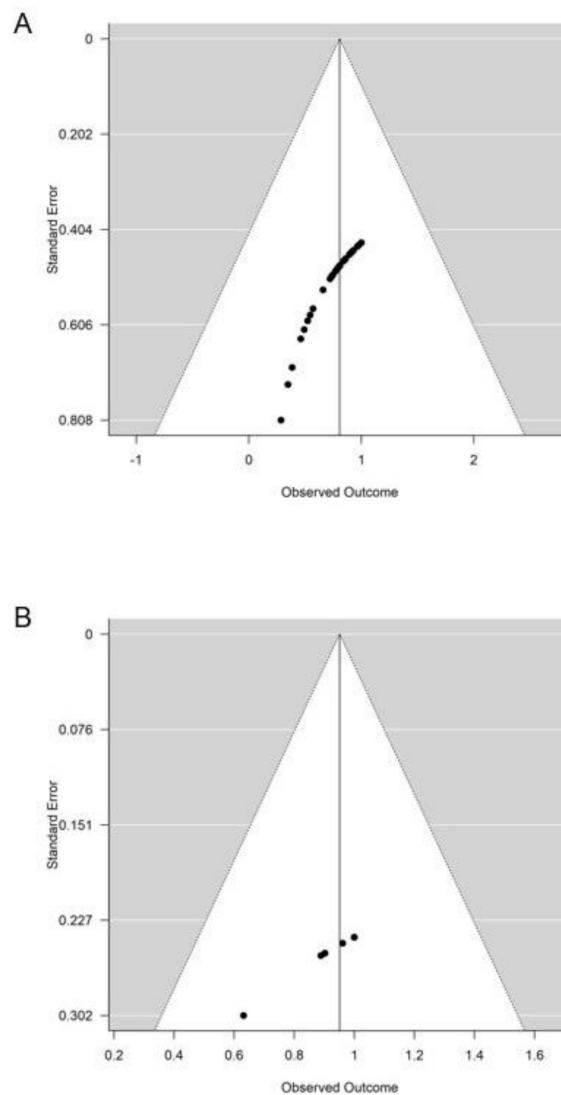 A
0
0.202
0.404
0.606
0.808
Standard Error
-1 0 1 2
Observed Outcome
B
0
0.076
0.151
0.227
0.302
Standard Error
0.2 0.4 0.6 0.8 1 1.2 1.4 1.6
Observed Outcome